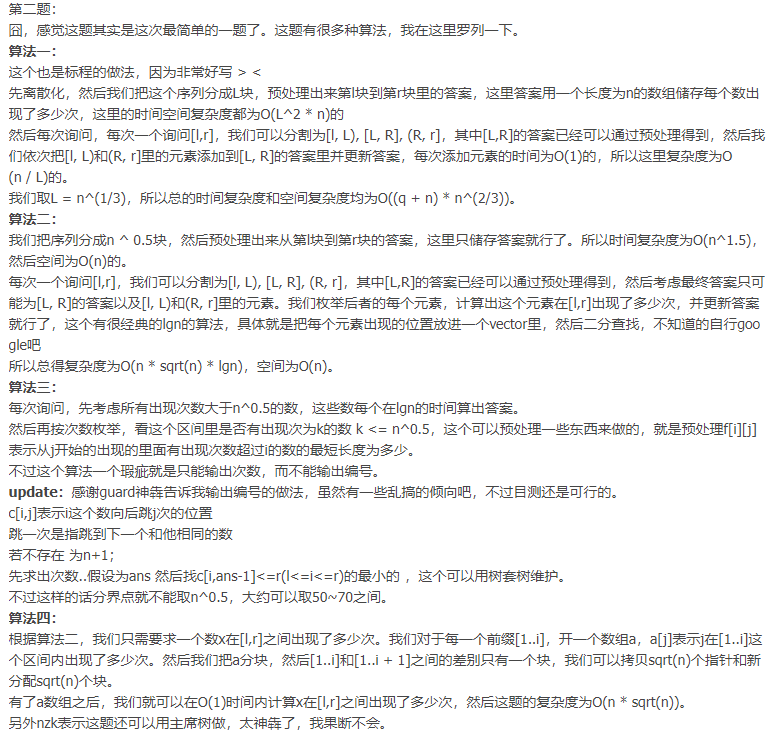 第二题：
囧，感觉这题其实是这次最简单的一题了。这题有很多种算法，我在这里罗列一下。
算法一：
这个也是标程的做法，因为非常好写 > <
先离散化，然后我们把这个序列分成L块，预处理出来第l块到第r块里的答案，这里答案用一个长度为n的数组储存每个数出
现了多少次，这里的时间空间复杂度都为O(L^2 * n)的
然后每次询问，每次一个询问[l,r]，我们可以分割为[l, L), [L, R], (R, r]，其中[L,R]的答案已经可以通过预处理得到，然后我
们依次把[l, L)和(R, r]里的元素添加到[L, R]的答案里并更新答案，每次添加元素的时间为O(1)的，所以这里复杂度为O
(n / L)的。
我们取L = n^(1/3)，所以总的时间复杂度和空间复杂度均为O((q + n) * n^(2/3))。
算法二：
我们把序列分成n ^ 0.5块，然后预处理出来从第l块到第r块的答案，这里只储存答案就行了。所以时间复杂度为O(n^1.5)，
然后空间为O(n)的。
每次一个询问[l,r]，我们可以分割为[l, L), [L, R], (R, r]，其中[L,R]的答案已经可以通过预处理得到，然后考虑最终答案只可
能为[L, R]的答案以及[l, L)和(R, r]里的元素。我们枚举后者的每个元素，计算出这个元素在[l,r]出现了多少次，并更新答案
就行了，这个有很经典的lgn的算法，具体就是把每个元素出现的位置放进一个vector里，然后二分查找，不知道的自行goo
gle吧
所以总得复杂度为O(n * sqrt(n) * lgn)，空间为O(n)。
算法三：
每次询问，先考虑所有出现次数大于n^0.5的数，这些数每个在lgn的时间算出答案。
然后再按次数枚举，看这个区间里是否有出现次为k的数 k <= n^0.5，这个可以预处理一些东西来做的，就是预处理f[i][j]
表示从j开始的出现的里面有出现次数超过i的数的最短长度为多少。
不过这个算法一个瑕疵就是只能输出次数，而不能输出编号。
update：感谢guard神犇告诉我输出编号的做法，虽然有一些乱搞的倾向吧，不过目测还是可行的。
c[i,j]表示i这个数向后跳j次的位置
跳一次是指跳到下一个和他相同的数
若不存在 为n+1；
先求出次数..假设为ans 然后找c[i,ans-1]<=r(l<=i<=r)的最小的 ，这个可以用树套树维护。
不过这样的话分界点就不能取n^0.5，大约可以取50~70之间。
算法四：
根据算法二，我们只需要求一个数x在[l,r]之间出现了多少次。我们对于每一个前缀[1..i]，开一个数组a，a[j]表示j在[1..i]这
个区间内出现了多少次。然后我们把a分块，然后[1..i]和[1..i + 1]之间的差别只有一个块，我们可以拷贝sqrt(n)个指针和新
分配sqrt(n)个块。
有了a数组之后，我们就可以在O(1)时间内计算x在[l,r]之间出现了多少次，然后这题的复杂度为O(n * sqrt(n))。
另外nzk表示这题还可以用主席树做，太神犇了，我果断不会。